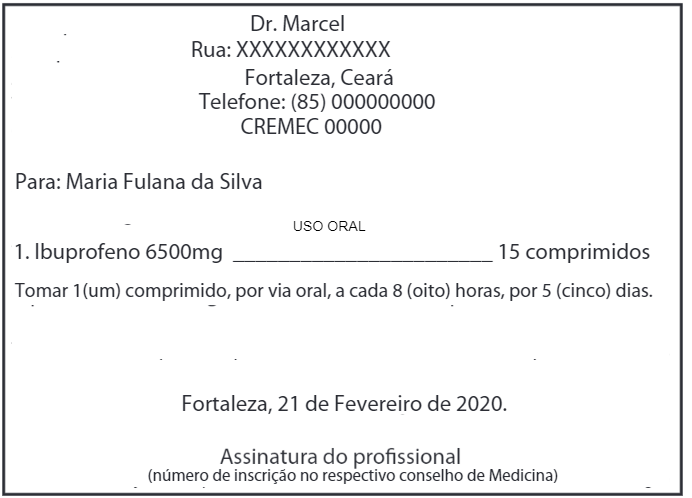 Dr. Marcel
Rua: XXXXXXXXXXXX
Fortaleza, Ceará
Telefone: (85) 000000000
CREMEC 00000
Para: Maria Fulana da Silva
USO ORAL
1. Ibuprofeno 6500mg __________________________ 15 comprimidos
Tomar 1(um) comprimido, por via oral, a cada 8 (oito) horas, por 5 (cinco) dias.
Fortaleza, 21 de Fevereiro de 2020.
Assinatura do profissional
(número de inscrição no respectivo conselho de Medicina)